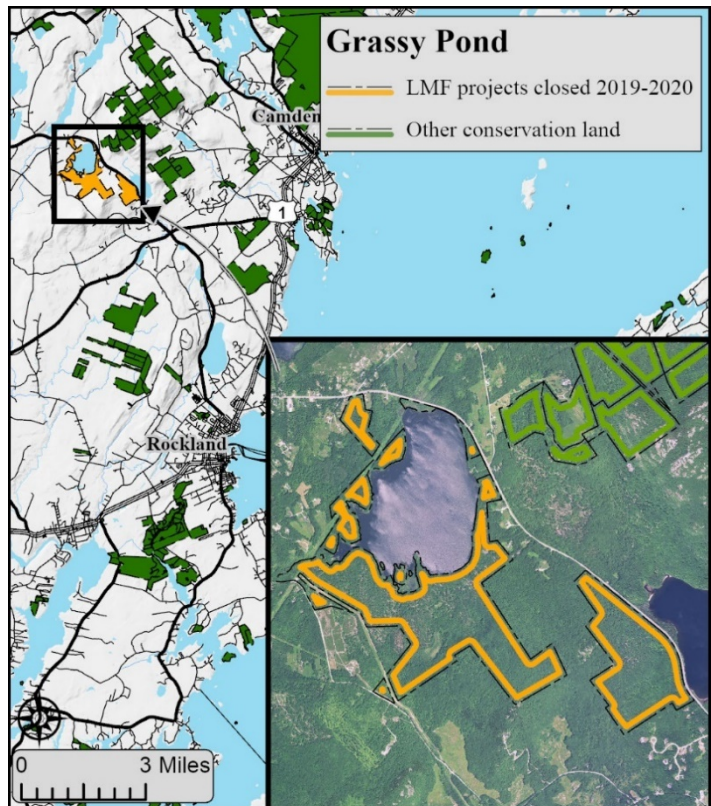 Grassy Pond
LMF projects closed 2019-2020
Other conservation land
Camden
1
Rockland
0 3 Miles